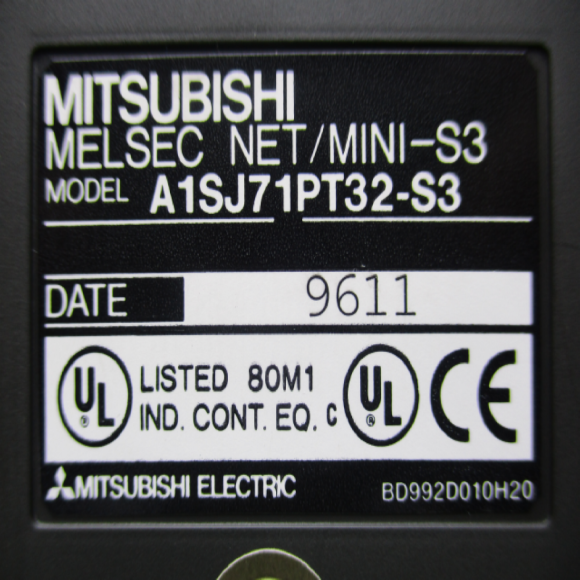 MITSUBISHI
MELSEC NET/MINI-S3
MODEL A1SJ71PT32-S3
DATE 9611
UL LISTED 80M1 C UL CE
IND. CONT. EQ.
MITSUBISHI ELECTRIC BD992D010H20